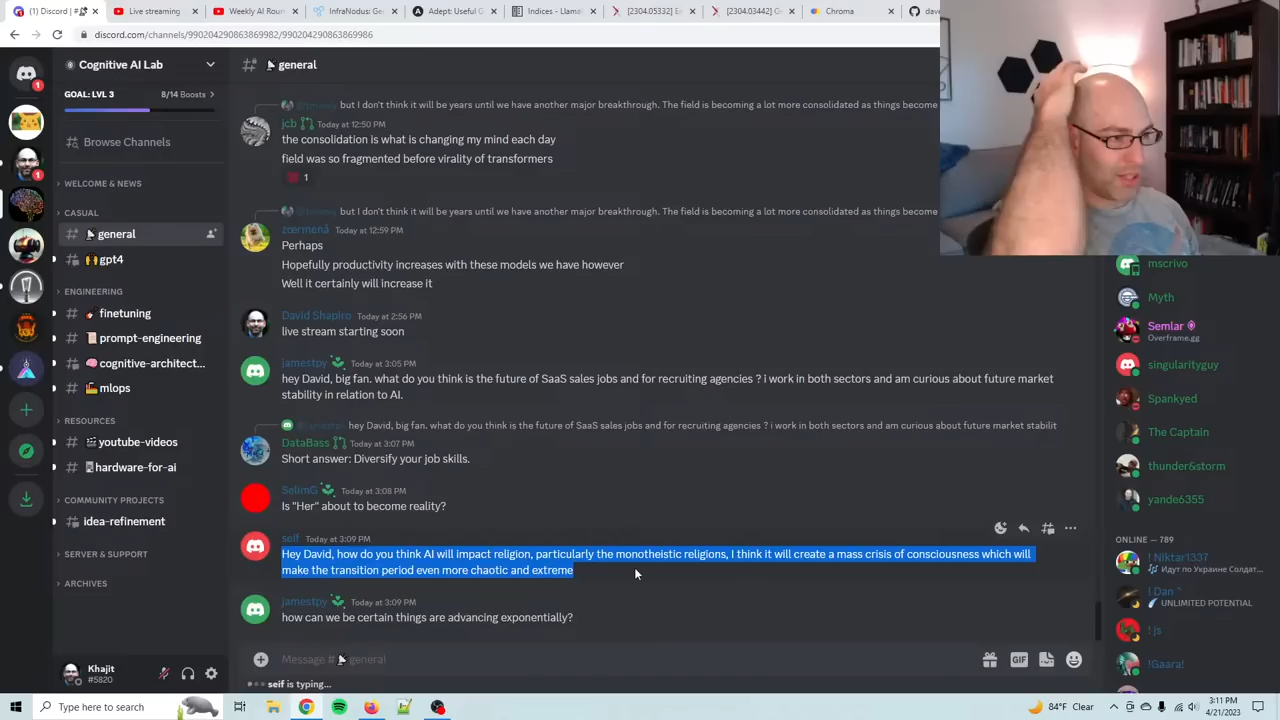 Discord | #
Live streaming
Weekly AI Roun
InfraNodus: Ge
Adept: Useful G
Indices - Llama
[2304.05332] E
[2304.03442] G
Chroma
dav
discord.com/channels/990204290863869982/990204290863869986
Cognitive AI Lab
general
GOAL: LVL 3
8/14 Boosts >
Browse Channels
WELCOME & NEWS
CASUAL
general
gpt4
ENGINEERING
finetuning
prompt-engineering
cognitive-architect...
mlops
RESOURCES
youtube-videos
hardware-for-ai
COMMUNITY PROJECTS
idea-refinement
SERVER & SUPPORT
ARCHIVES
Khajit
#5820
but I don't think it will be years until we have another major breakthrough. The field is becoming a lot more consolidated as things become
jcb Today at 12:50 PM
the consolidation is what is changing my mind each day
field was so fragmented before virality of transformers
1
but I don't think it will be years until we have another major breakthrough. The field is becoming a lot more consolidated as things become
zœrmenå Today at 12:59 PM
Perhaps
Hopefully productivity increases with these models we have however
Well it certainly will increase it
David Shapiro Today at 2:56 PM
live stream starting soon
jamestpy Today at 3:05 PM
hey David, big fan. what do you think is the future of SaaS sales jobs and for recruiting agencies ? i work in both sectors and am curious about future market
stability in relation to AI.
hey David, big fan. what do you think is the future of SaaS sales jobs and for recruiting agencies ? i work in both sectors and am curious about future market stabilit
DataBass Today at 3:07 PM
Short answer: Diversify your job skills.
SelimG Today at 3:08 PM
Is "Her" about to become reality?
seif Today at 3:09 PM
Hey David, how do you think AI will impact religion, particularly the monotheistic religions, I think it will create a mass crisis of consciousness which will
make the transition period even more chaotic and extreme
jamestpy Today at 3:09 PM
how can we be certain things are advancing exponentially?
Message # general
GIF
seif is typing...
mscrivo
Myth
Semlar
Overframe.gg
singularityguy
Spankyed
The Captain
thunder&storm
yande6355
ONLINE — 789
! Niktar1337
Идут по Украине Солдат...
! Dan ~
UNLIMITED POTENTIAL
! js
!Gaara!
Type here to search
84°F Clear
3:11 PM
4/21/2023